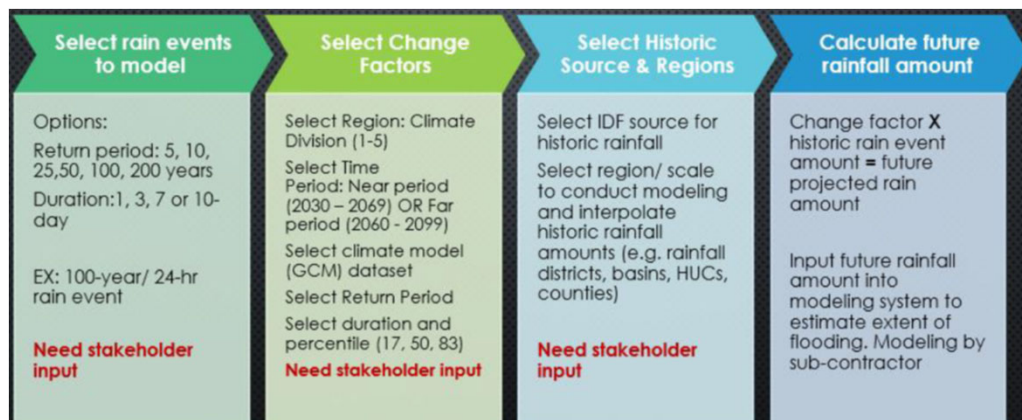 Select rain events
to model
Options:
Return period: 5, 10,
25,50, 100, 200 years
Duration:1, 3, 7 or 10-
day
EX: 100-year/ 24-hr
rain event
Need stakeholder
input
Select Change
Factors
Select Region: Climate
Division (1-5)
Select Time
Period: Near period
(2030 – 2069) OR Far
period (2060 - 2099)
Select climate model
(GCM) dataset
Select Return Period
Select duration and
percentile (17, 50, 83)
Need stakeholder input
Select Historic
Source & Regions
Select IDF source for
historic rainfall
Select region/ scale
to conduct modeling
and interpolate
historic rainfall
amounts (e.g. rainfall
districts, basins, HUCs,
counties)
Need stakeholder
input
Calculate future
rainfall amount
Change factor X
historic rain event
amount = future
projected rain
amount
Input future rainfall
amount into
modeling system to
estimate extent of
flooding. Modeling by
sub-contractor